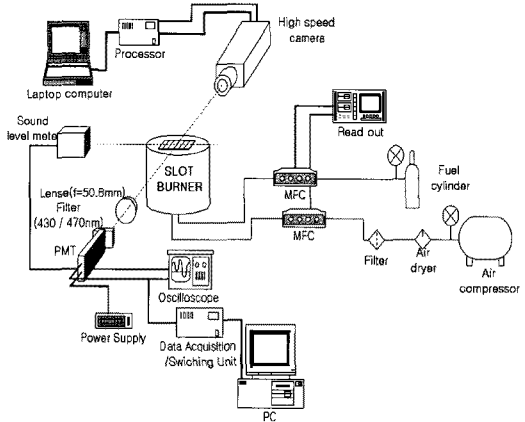 High speed
camera
Processor
Laptop computer
Sound
level meter
SLOT
BURNER
Read out
MFC
Fuel
cylinder
Lense(f=50.8mm)
Filter
(430 / 470nm)
MFC
PMT
Filter
Air
dryer
Air
compressor
Oscilloscope
Power Supply
Data Acquisition
/Swiching Unit
PC